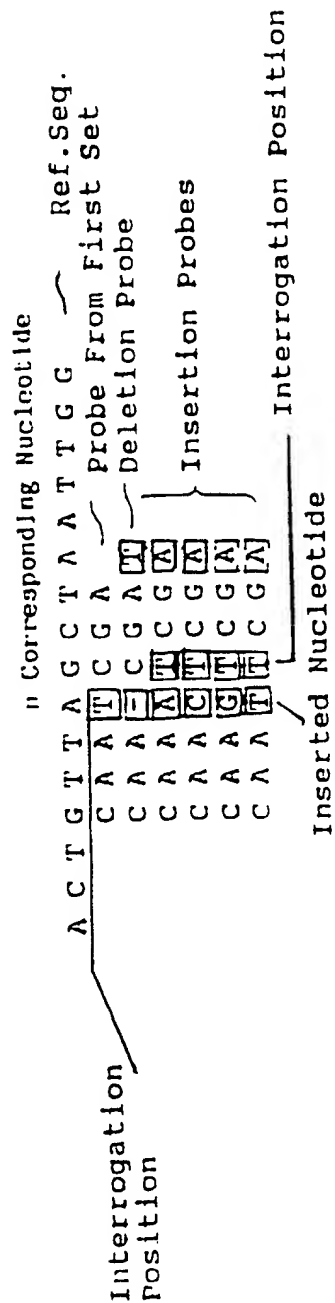 n Corresponding Nucleotide
A C T G T T A G C T A A T T G G Ref.Seq.
C A A T C G A Probe From First Set
C A A - C G A T Deletion Probe
C A A A T C G A
C A A C T C G A Insertion Probes
C A A G T C G A
C A A T T C G A
Interrogation
Position
Inserted Nucleotide
Interrogation Position